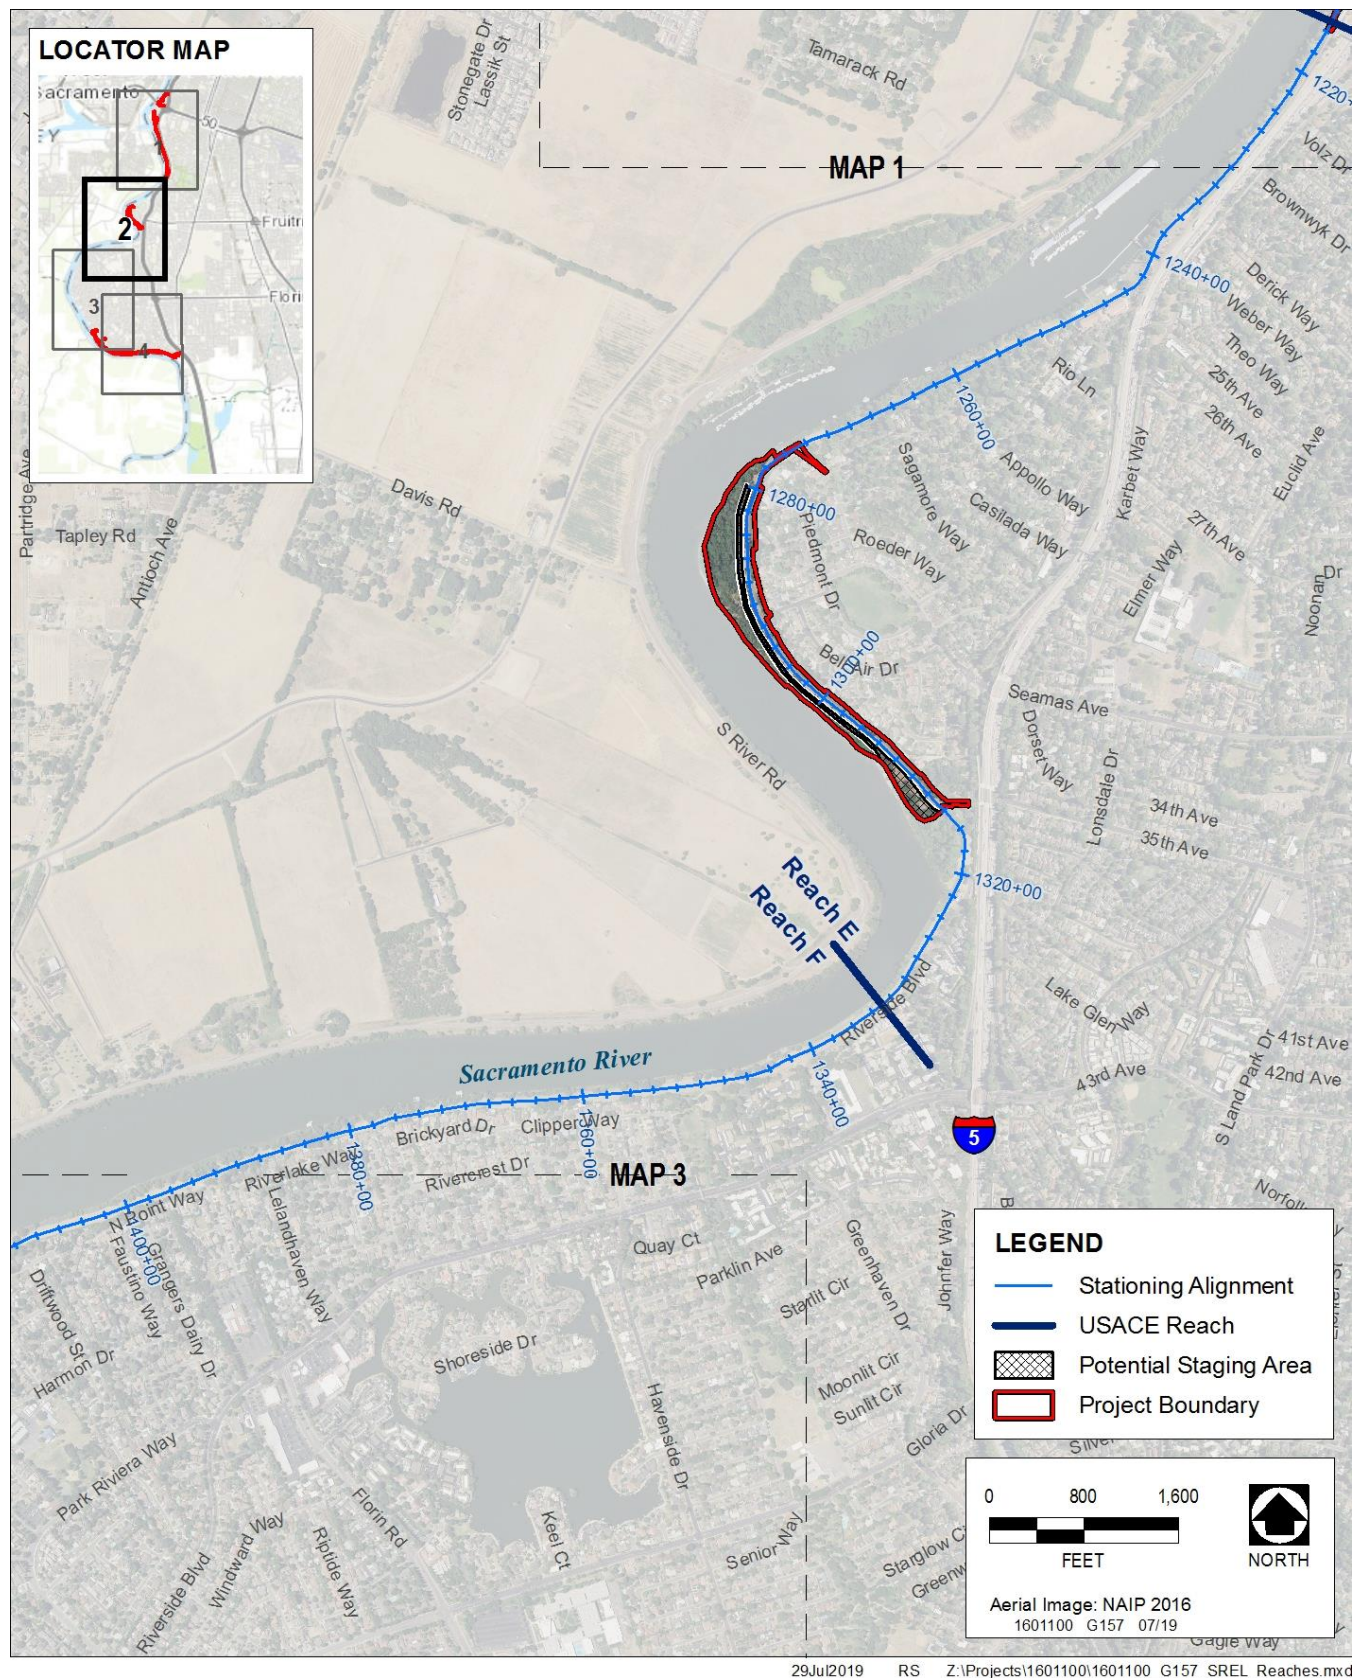 LOCATOR MAP
Sacramento
50
1
2
3
4
Stonegate Dr
Lassik St
Tamarack Rd
MAP 1
1220+
Volz Dr
Brownwyk Dr
1240+00
Derick Way
Weber Way
Theo Way
25th Ave
26th Ave
Euclid Ave
Rio Ln
1260+00
Karbet Way
Sagamore Way
Appollo Way
Casilada Way
27th Ave
Partridge Ave
Tapley Rd
Antioch Ave
Davis Rd
1280+00
Piedmont Dr
Roeder Way
Elmer Way
Noonan Dr
Bell Air Dr
1300+00
Seamas Ave
Dorset Way
Lonsdale Dr
34th Ave
35th Ave
S River Rd
1320+00
Reach E
Reach F
Riverside Blvd
Lake Glen Way
43rd Ave
S Land Park Dr
41st Ave
42nd Ave
Sacramento River
1340+00
5
Brickyard Dr
Clipper Way
1360+00
Rivercrest Dr
Riverlake Way
1380+00
MAP 3
N Point Way
1400+00
Lelandhaven Way
Faustino Way
Grangers Dairy Dr
Driftwood St
Harmon Dr
Quay Ct
Parklin Ave
Starlit Cir
Greenhaven Dr
Johnfer Way
Shoreside Dr
Moonlit Cir
Sunlit Cir
Gloria Dr
Havenside Dr
Park Riviera Way
Florin Rd
Riverside Blvd
Windward Way
Riptide Way
Keel Ct
Senior Way
LEGEND
Stationing Alignment
USACE Reach
Potential Staging Area
Project Boundary
0 800 1,600
FEET
NORTH
Aerial Image: NAIP 2016
1601100 G157 07/19
Gagle Way
29Jul2019 RS Z:\Projects\1601100\1601100_G157_SREL_Reaches.mxd